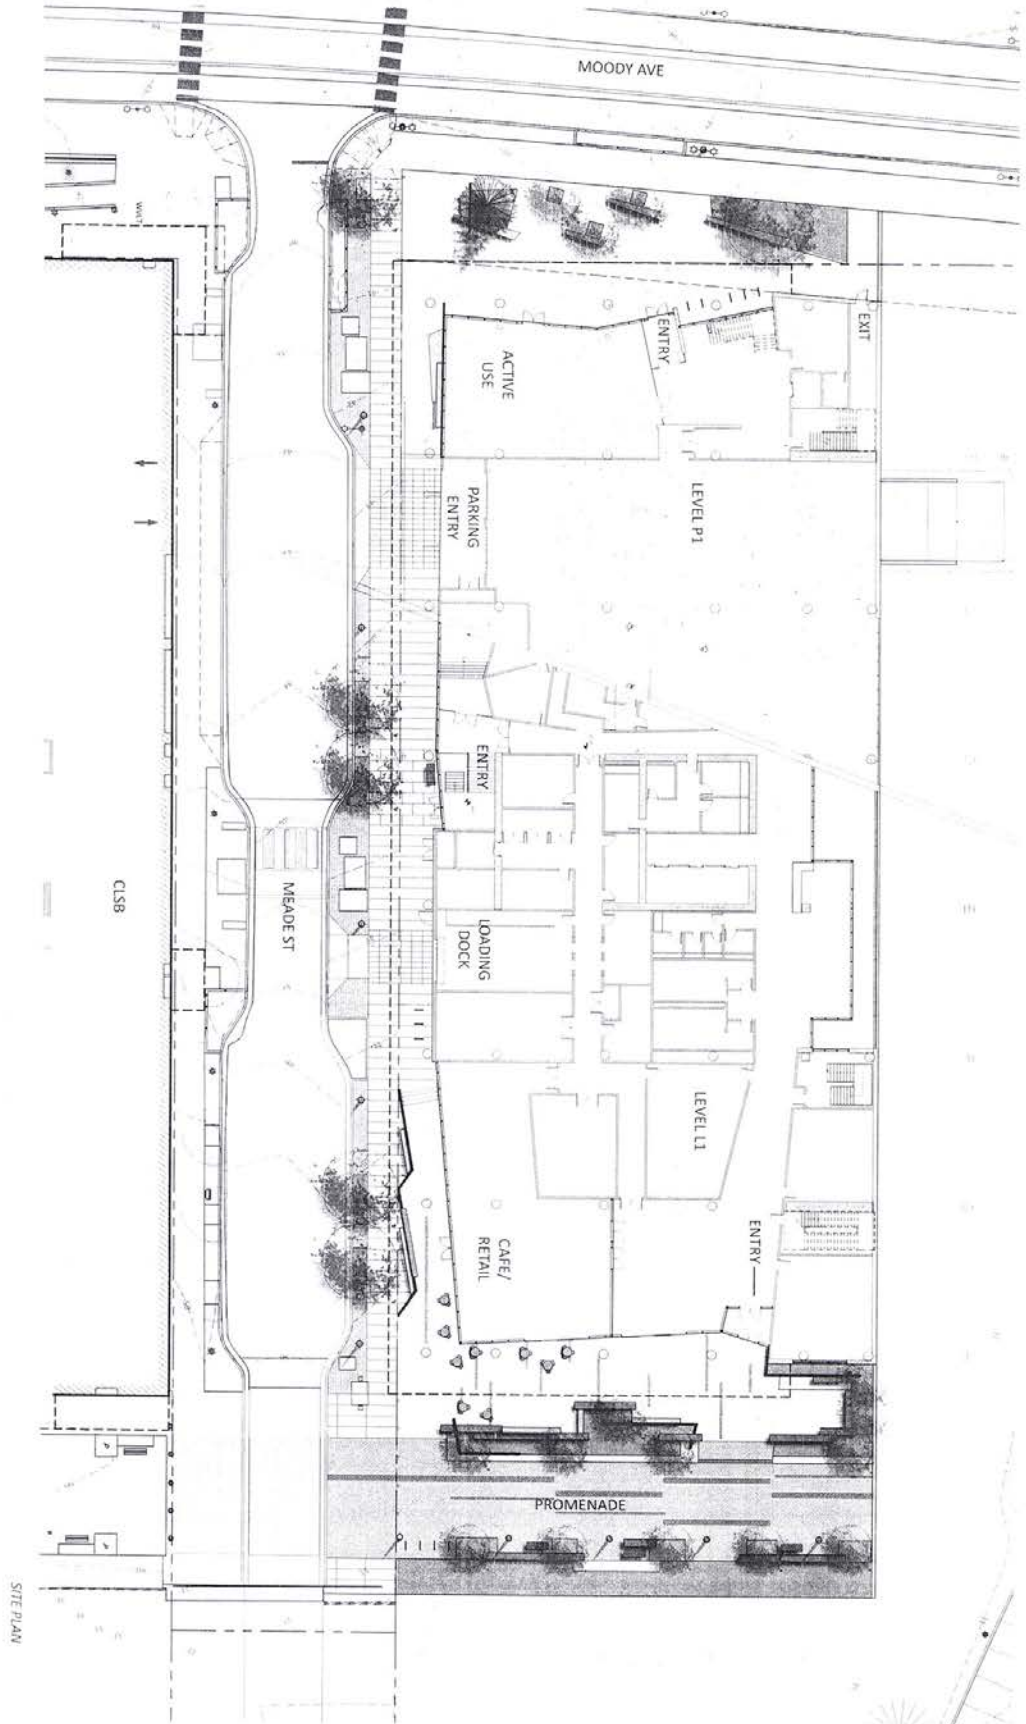 MOODY AVE
EXIT
ENTRY
ACTIVE
USE
LEVEL P1
PARKING
ENTRY
ENTRY
CLSB
MEADE ST
LOADING
DOCK
LEVEL L1
ENTRY
CAFE/
RETAIL
PROMENADE
SITE PLAN